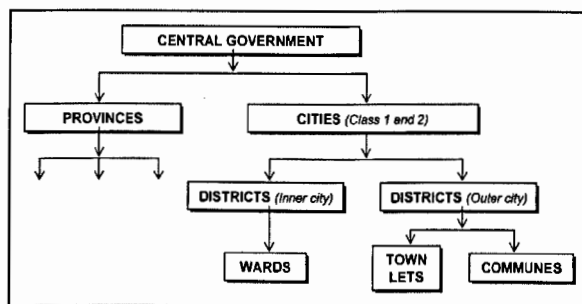 CENTRAL GOVERNMENT
PROVINCES
CITIES (Class 1 and 2)
DISTRICTS (Inner city)
DISTRICTS (Outer city)
WARDS
TOWN
LETS
COMMUNES